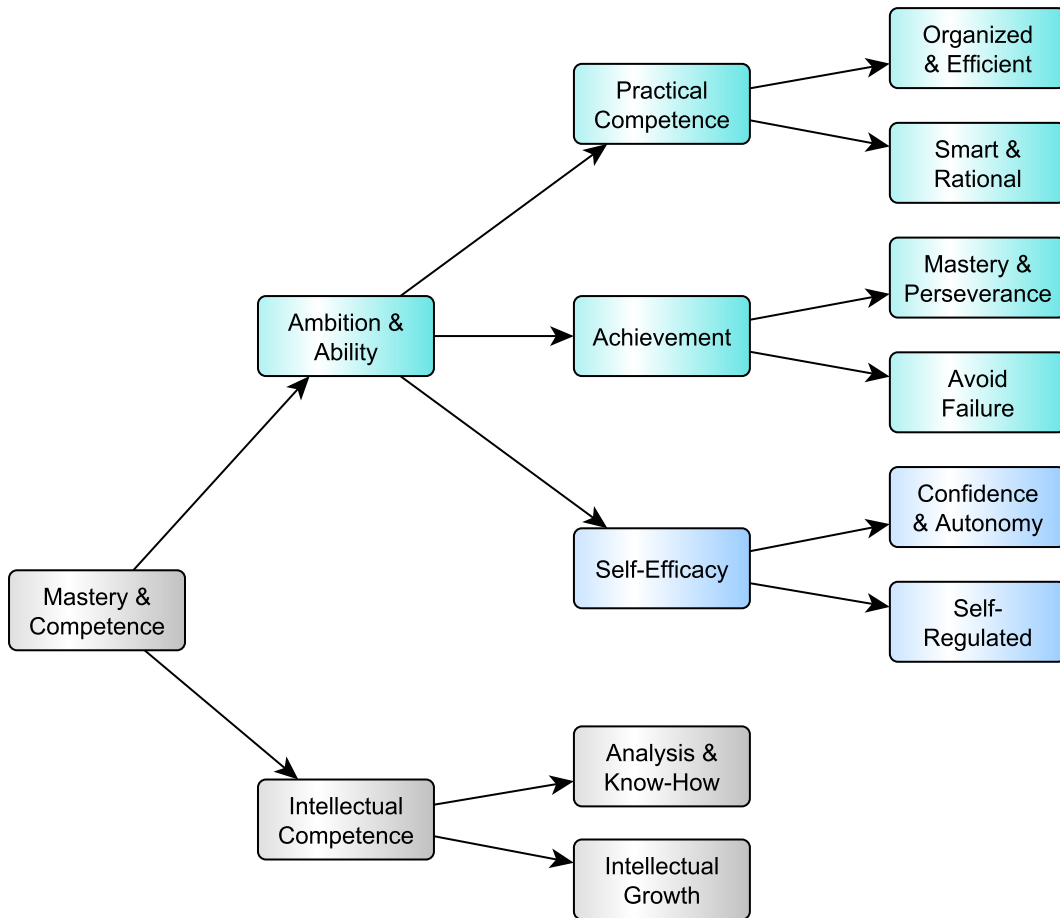 Organized
& Efficient
Practical
Competence
Smart &
Rational
Mastery &
Perseverance
Ambition &
Ability
Achievement
Avoid
Failure
Confidence
& Autonomy
Self-Efficacy
Mastery &
Competence
Self-
Regulated
Analysis &
Know-How
Intellectual
Competence
Intellectual
Growth